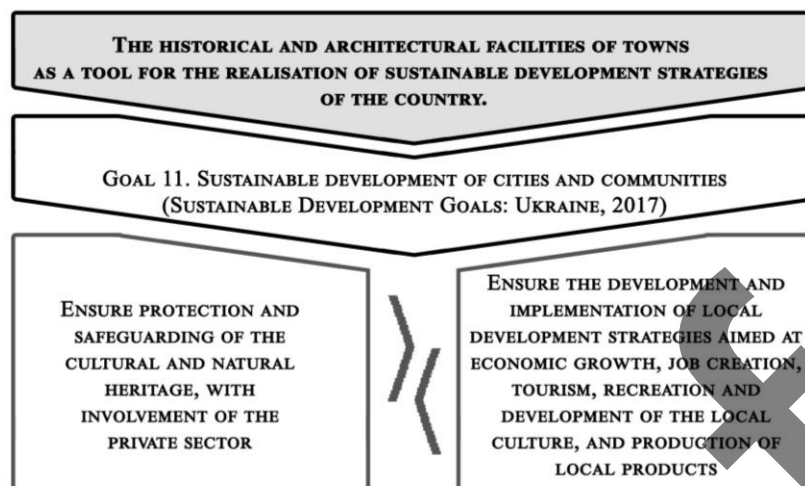 THE HISTORICAL AND ARCHITECTURAL FACILITIES OF TOWNS
AS A TOOL FOR THE REALISATION OF SUSTAINABLE DEVELOPMENT STRATEGIES
OF THE COUNTRY.
GOAL 11. SUSTAINABLE DEVELOPMENT OF CITIES AND COMMUNITIES
(SUSTAINABLE DEVELOPMENT GOALS: UKRAINE, 2017)
ENSURE PROTECTION AND
SAFEGUARDING OF THE
CULTURAL AND NATURAL
HERITAGE, WITH
INVOLVEMENT OF THE
PRIVATE SECTOR
ENSURE THE DEVELOPMENT AND
IMPLEMENTATION OF LOCAL
DEVELOPMENT STRATEGIES AIMED AT
ECONOMIC GROWTH, JOB CREATION,
TOURISM, RECREATION AND
DEVELOPMENT OF THE LOCAL
CULTURE, AND PRODUCTION OF
LOCAL PRODUCTS